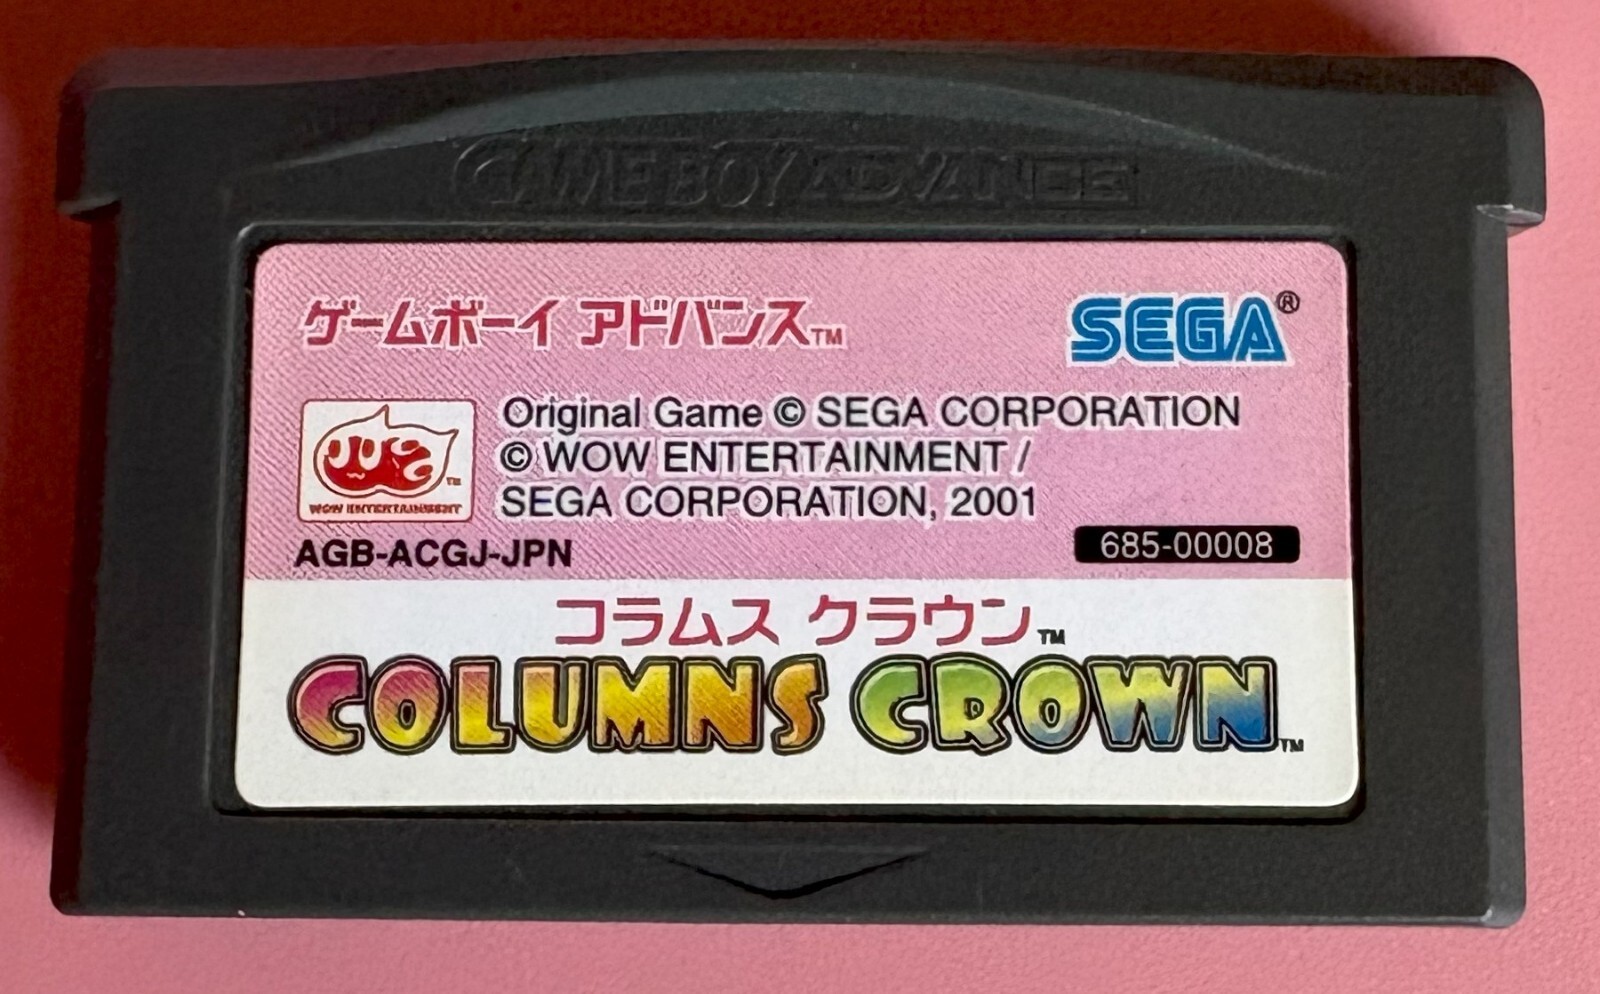 GAME BOY ADVANCE
ゲームボーイ アドバンス™
SEGA®
Original Game © SEGA CORPORATION
© WOW ENTERTAINMENT /
SEGA CORPORATION, 2001
WOW ENTERTAINMENT
TM
AGB-ACGJ-JPN
685-00008
コラムス クラウン™
COLUMNS CROWN™